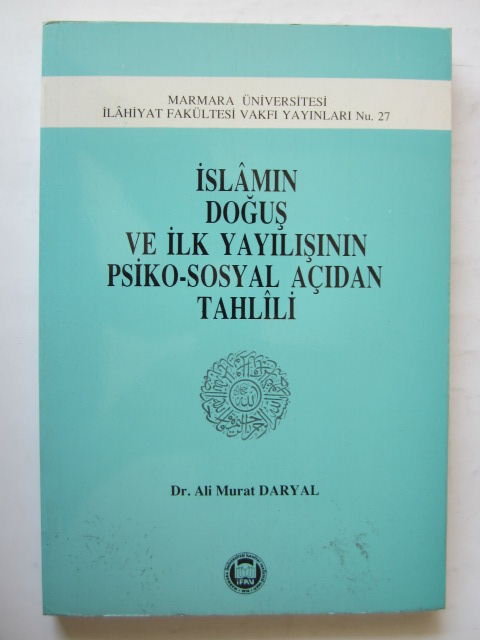 MARMARA ÜNİVERSİTESİ
İLÂHİYAT FAKÜLTESİ VAKFI YAYINLARI Nu. 27
İSLÂMIN
DOĞUŞ
VE İLK YAYILIŞININ
PSİKO-SOSYAL AÇIDAN
TAHLÎLİ
Dr. Ali Murat DARYAL
İFAV